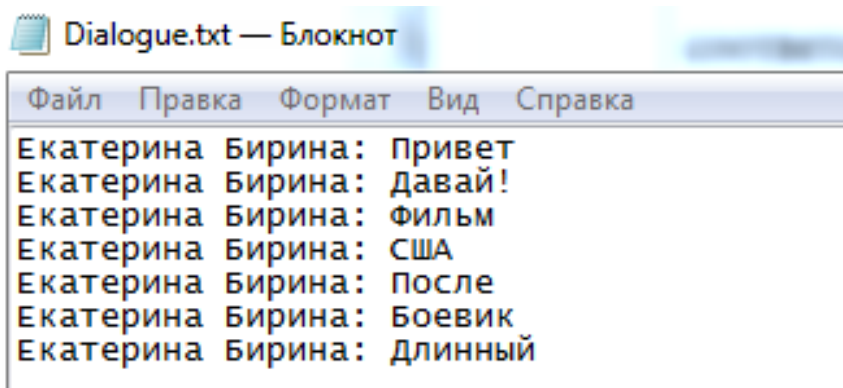 Dialogue.txt — Блокнот
Файл Правка Формат Вид Справка
Екатерина Бирина: Привет
Екатерина Бирина: Давай!
Екатерина Бирина: Фильм
Екатерина Бирина: США
Екатерина Бирина: После
Екатерина Бирина: Боевик
Екатерина Бирина: Длинный